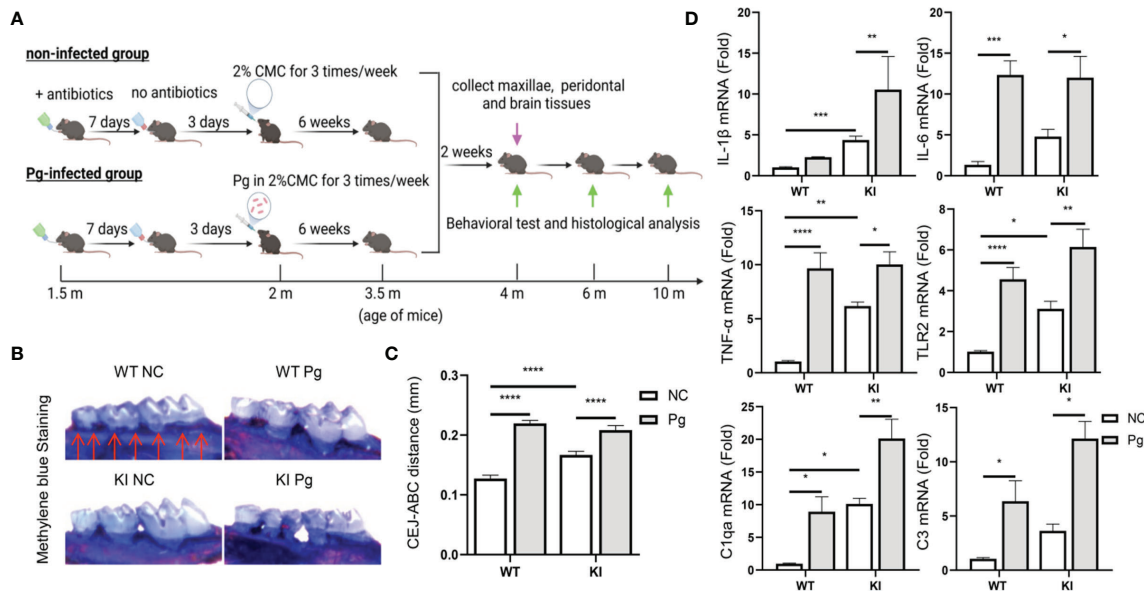 A
non-infected group
2% CMC for 3 times/week
+ antibiotics
no antibiotics
7 days
3 days
6 weeks
Pg-infected group
Pg in 2%CMC for 3 times/week
7 days
3 days
6 weeks
2 weeks
collect maxillae, peridontal
and brain tissues
Behavioral test and histological analysis
1.5 m
2 m
3.5 m
4 m
6 m
10 m
(age of mice)
B
Methylene blue Staining
WT NC
WT Pg
KI NC
KI Pg
C
CEJ-ABC distance (mm)
0.3
0.2
0.1
0.0
****
****
****
WT
KI
NC
Pg
D
IL-1β mRNA (Fold)
20
15
10
5
0
***
**
WT
KI
IL-6 mRNA (Fold)
20
15
10
5
0
***
*
WT
KI
TNF-α mRNA (Fold)
15
10
5
0
**
****
*
WT
KI
TLR2 mRNA (Fold)
8
6
4
2
0
*
**
****
WT
KI
C1qa mRNA (Fold)
25
20
15
10
5
0
**
*
*
WT
KI
C3 mRNA (Fold)
15
10
5
0
*
*
WT
KI
NC
Pg